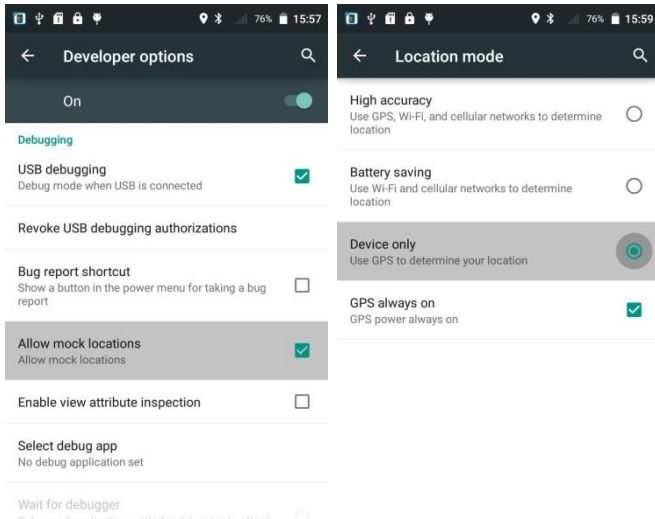 76% 15:57
Developer options
On
Debugging
USB debugging
Debug mode when USB is connected
Revoke USB debugging authorizations
Bug report shortcut
Show a button in the power menu for taking a bug
report
Allow mock locations
Allow mock locations
Enable view attribute inspection
Select debug app
No debug application set
Wait for debugger
76% 15:59
Location mode
High accuracy
Use GPS, Wi-Fi, and cellular networks to determine
location
Battery saving
Use Wi-Fi and cellular networks to determine
location
Device only
Use GPS to determine your location
GPS always on
GPS power always on